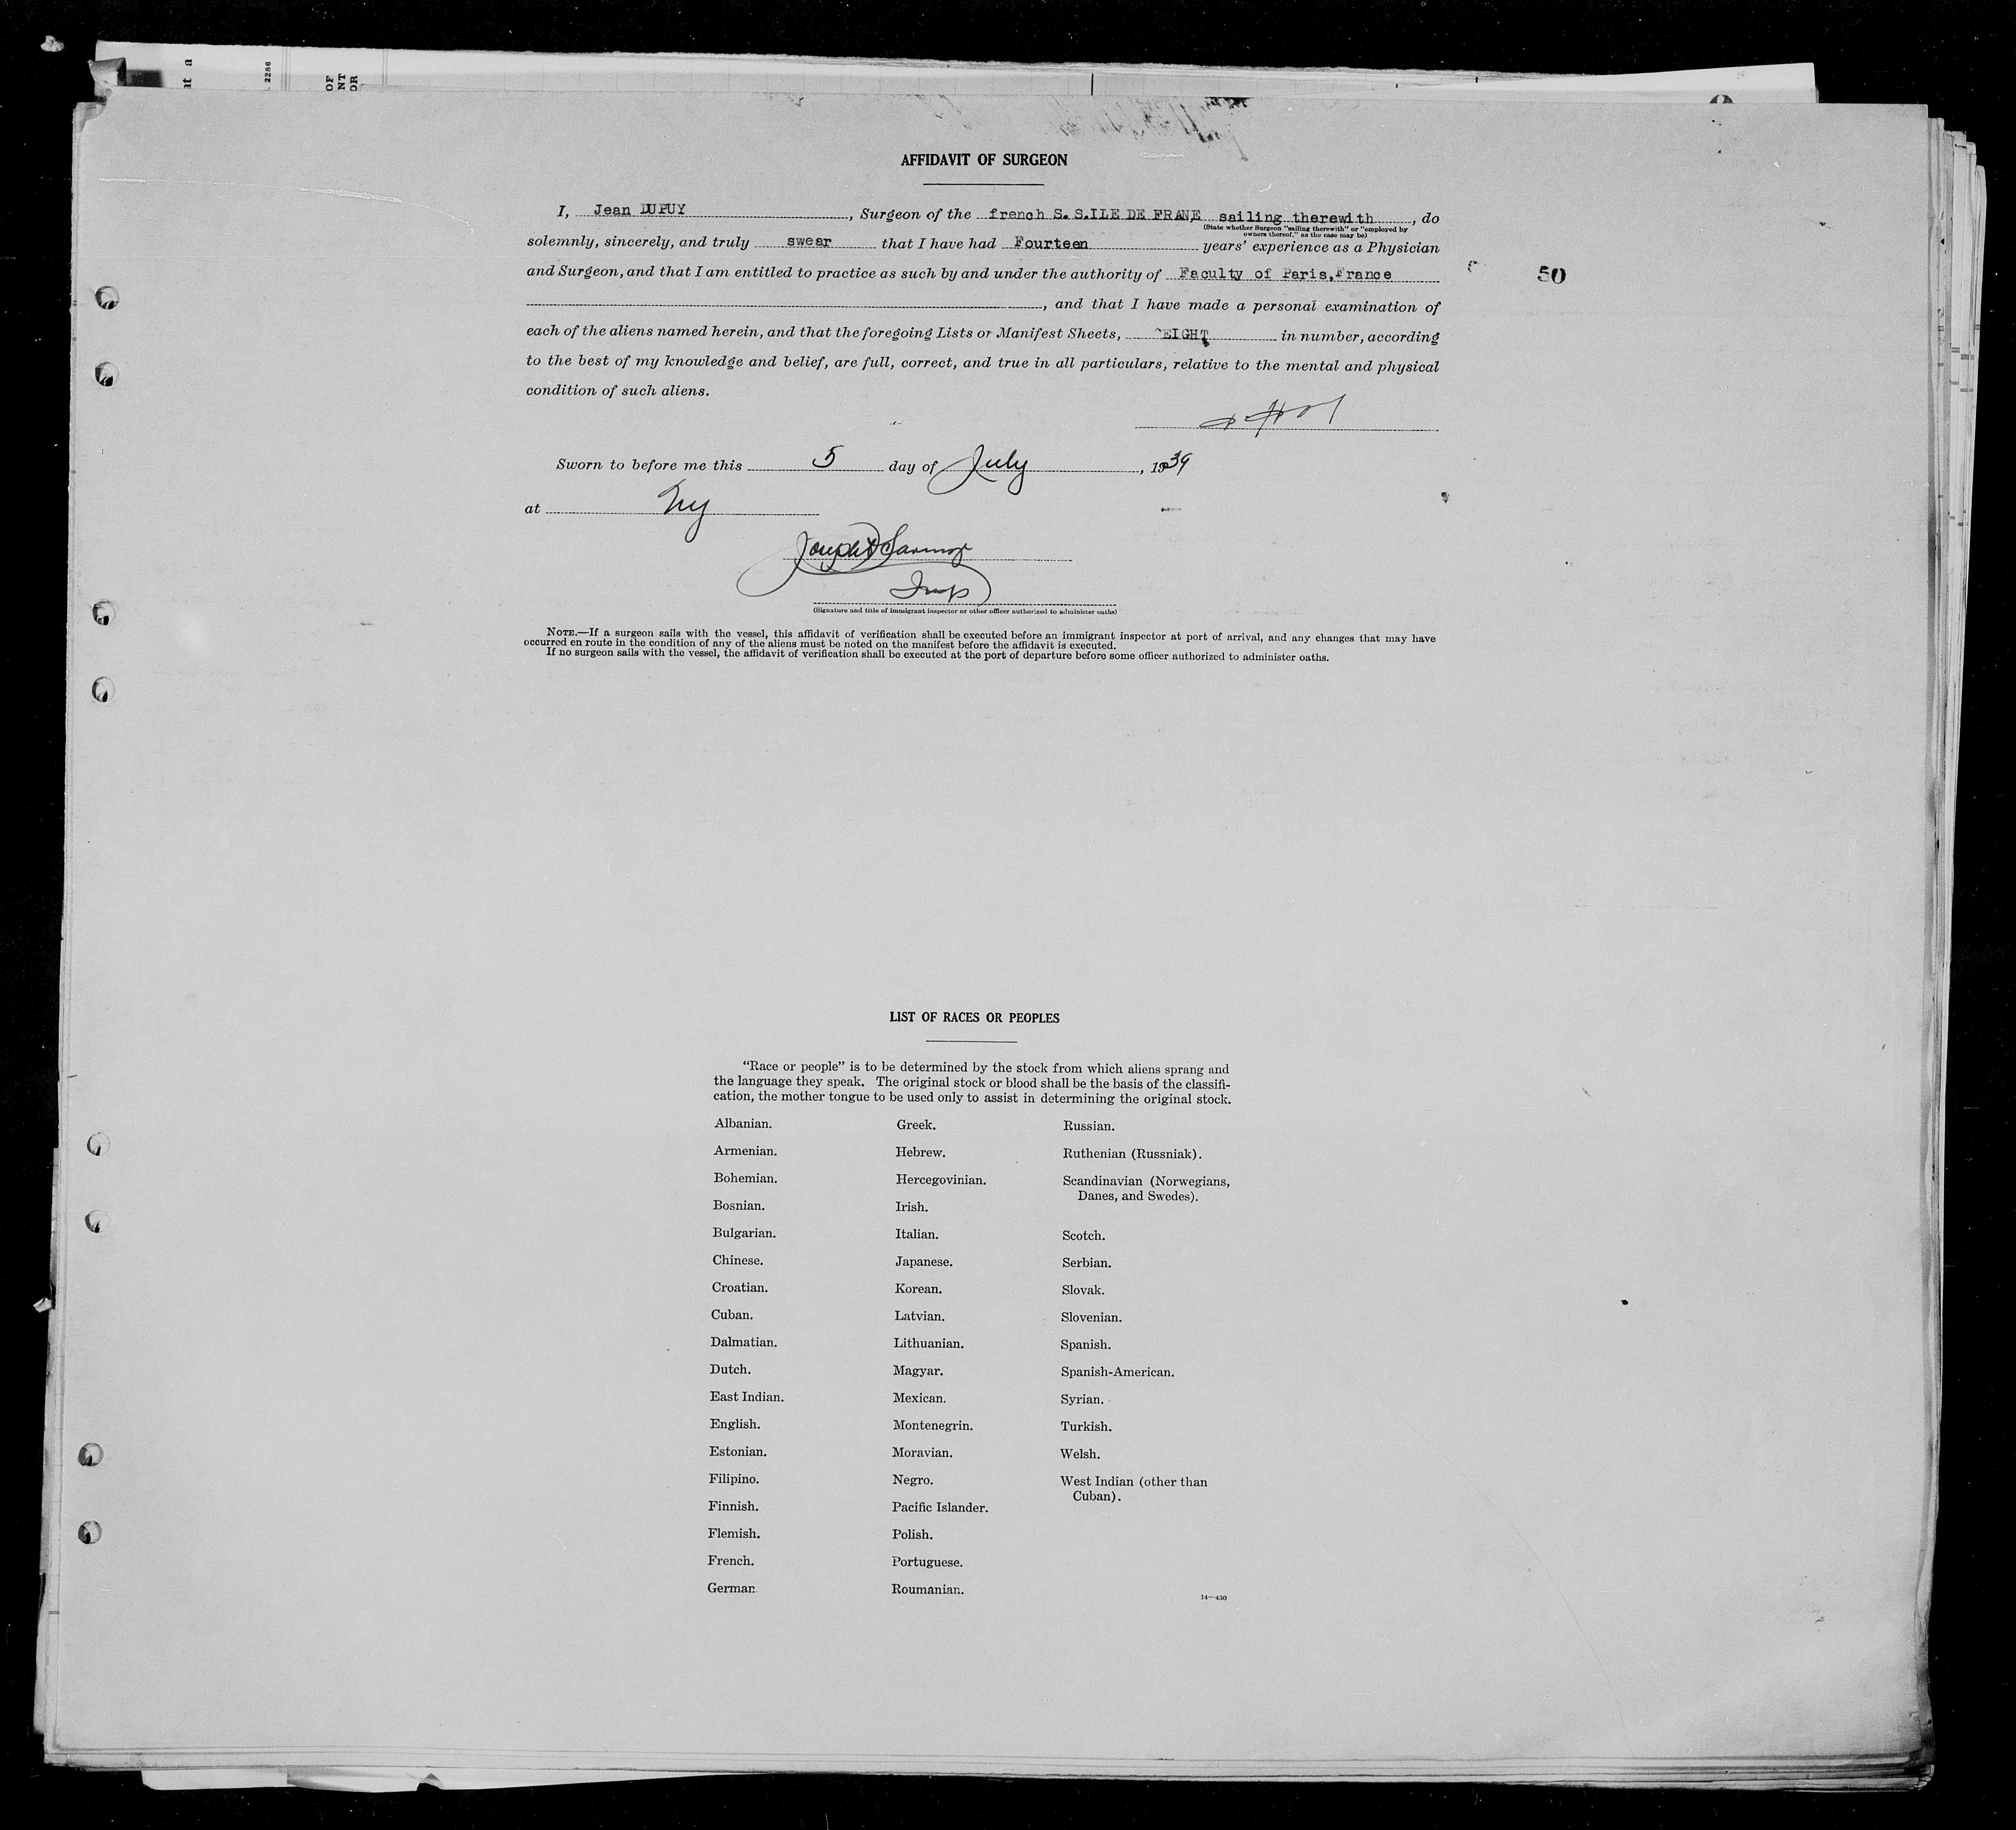 AFFIDAVIT OF SURGEON
I, Jean DUPUY, Surgeon of the french S. S.ILE DE FRANE sailing therewith, do
(State whether Surgeon "sailing therewith" or "employed by
owners thereof," as the case may be)
solemnly, sincerely, and truly swear that I have had Fourteen years' experience as a Physician
and Surgeon, and that I am entitled to practice as such by and under the authority of Faculty of Paris,France
50
, and that I have made a personal examination of
each of the aliens named herein, and that the foregoing Lists or Manifest Sheets, EIGHT in number, according
to the best of my knowledge and belief, are full, correct, and true in all particulars, relative to the mental and physical
condition of such aliens.
Sworn to before me this 5 day of July, 1939
at Ny
Insp
(Signature and title of immigrant inspector or other officer authorized to administer oaths)
NOTE.—If a surgeon sails with the vessel, this affidavit of verification shall be executed before an immigrant inspector at port of arrival, and any changes that may have
occurred en route in the condition of any of the aliens must be noted on the manifest before the affidavit is executed.
If no surgeon sails with the vessel, the affidavit of verification shall be executed at the port of departure before some officer authorized to administer oaths.
LIST OF RACES OR PEOPLES
"Race or people" is to be determined by the stock from which aliens sprang and
the language they speak. The original stock or blood shall be the basis of the classifi-
cation, the mother tongue to be used only to assist in determining the original stock.
Albanian.
Armenian.
Bohemian.
Bosnian.
Bulgarian.
Chinese.
Croatian.
Cuban.
Dalmatian.
Dutch.
East Indian.
English.
Estonian.
Filipino.
Finnish.
Flemish.
French.
German.
Greek.
Hebrew.
Hercegovinian.
Irish.
Italian.
Japanese.
Korean.
Latvian.
Lithuanian.
Magyar.
Mexican.
Montenegrin.
Moravian.
Negro.
Pacific Islander.
Polish.
Portuguese.
Roumanian.
Russian.
Ruthenian (Russniak).
Scandinavian (Norwegians,
Danes, and Swedes).
Scotch.
Serbian.
Slovak.
Slovenian.
Spanish.
Spanish-American.
Syrian.
Turkish.
Welsh.
West Indian (other than
Cuban).
14—430
2286
OF
NT
OR